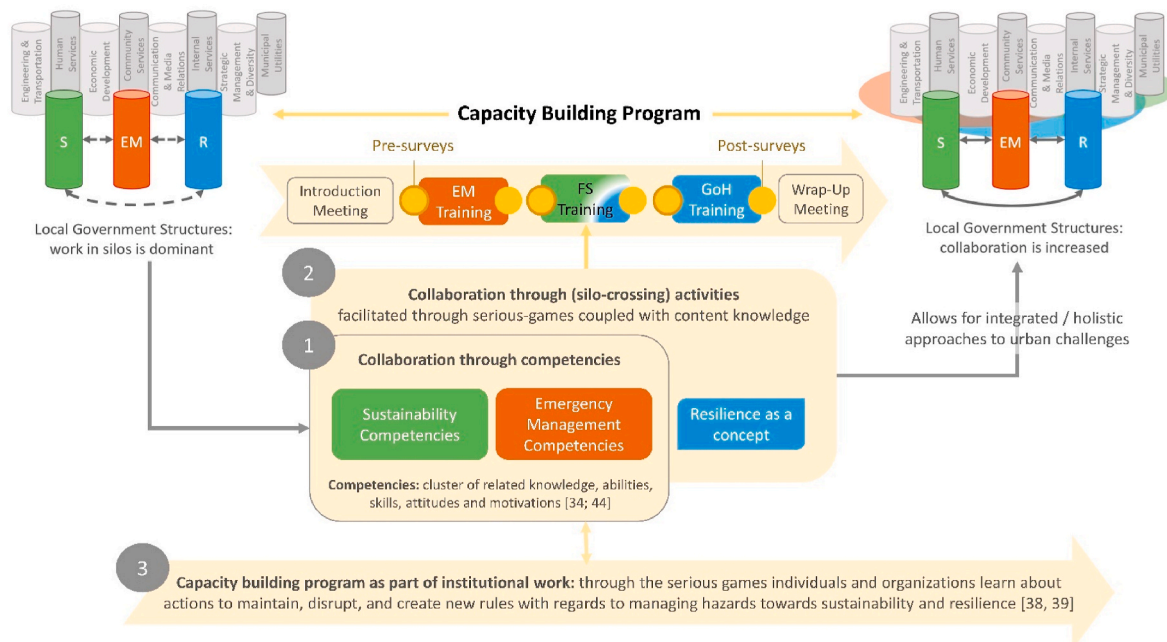 Engineering &
Transportation
Human
Services
Economic
Development
Community
Services
Communication
& Media
Relations
Internal
Services
Strategic
Management
& Diversity
Municipal
Utilities
S
EM
R
Local Government Structures:
work in silos is dominant
Capacity Building Program
Pre-surveys
Post-surveys
Introduction
Meeting
EM
Training
FS
Training
GoH
Training
Wrap-Up
Meeting
Engineering &
Transportation
Human
Services
Economic
Development
Community
Services
Communication
& Media
Relations
Internal
Services
Strategic
Management
& Diversity
Municipal
Utilities
S
EM
R
Local Government Structures:
collaboration is increased
Allows for integrated / holistic
approaches to urban challenges
2
Collaboration through (silo-crossing) activities
facilitated through serious-games coupled with content knowledge
1
Collaboration through competencies
Sustainability
Competencies
Emergency
Management
Competencies
Resilience as a
concept
Competencies: cluster of related knowledge, abilities,
skills, attitudes and motivations [34; 44]
3
Capacity building program as part of institutional work: through the serious games individuals and organizations learn about
actions to maintain, disrupt, and create new rules with regards to managing hazards towards sustainability and resilience [38, 39]